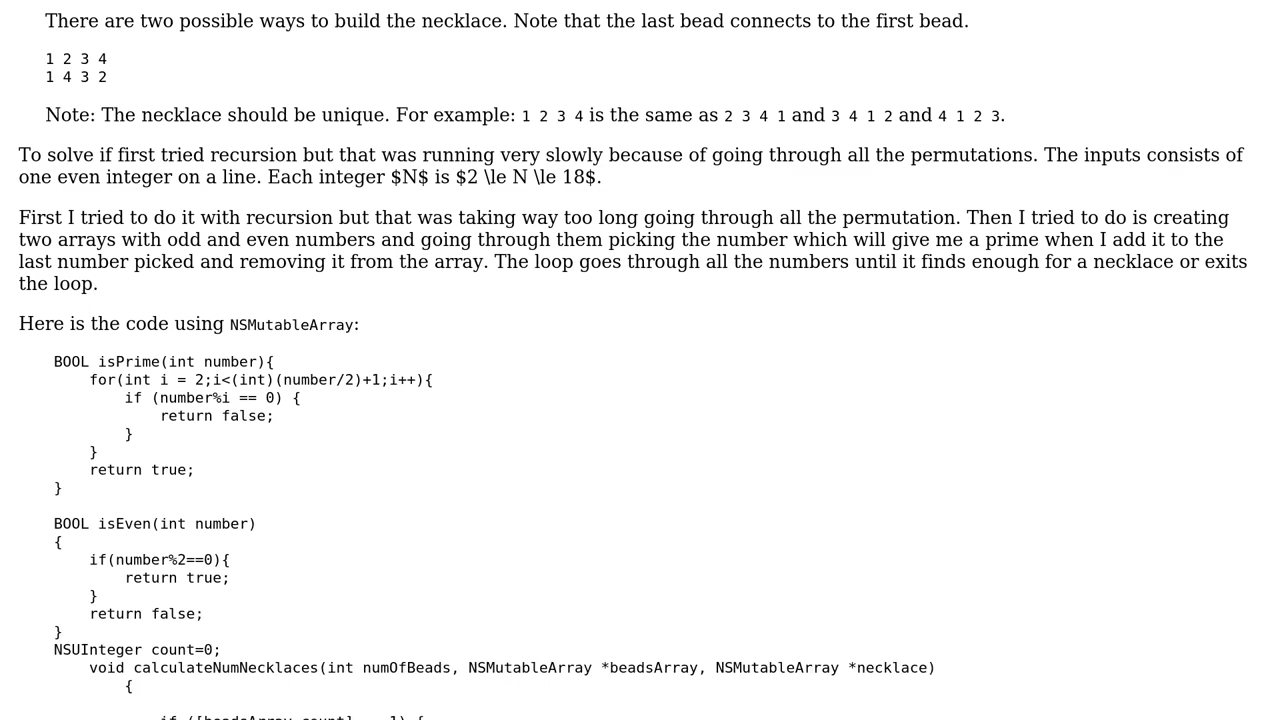 There are two possible ways to build the necklace. Note that the last bead connects to the first bead.
1 2 3 4
1 4 3 2
Note: The necklace should be unique. For example: 1 2 3 4 is the same as 2 3 4 1 and 3 4 1 2 and 4 1 2 3.
To solve if first tried recursion but that was running very slowly because of going through all the permutations. The inputs consists of
one even integer on a line. Each integer $N$ is $2 \le N \le 18$.
First I tried to do it with recursion but that was taking way too long going through all the permutation. Then I tried to do is creating
two arrays with odd and even numbers and going through them picking the number which will give me a prime when I add it to the
last number picked and removing it from the array. The loop goes through all the numbers until it finds enough for a necklace or exits
the loop.
Here is the code using NSMutableArray:
BOOL isPrime(int number){
for(int i = 2;i<(int)(number/2)+1;i++){
if (number%i == 0) {
return false;
}
}
return true;
}
BOOL isEven(int number)
{
if(number%2==0){
return true;
}
return false;
}
NSUInteger count=0;
void calculateNumNecklaces(int numOfBeads, NSMutableArray *beadsArray, NSMutableArray *necklace)
{